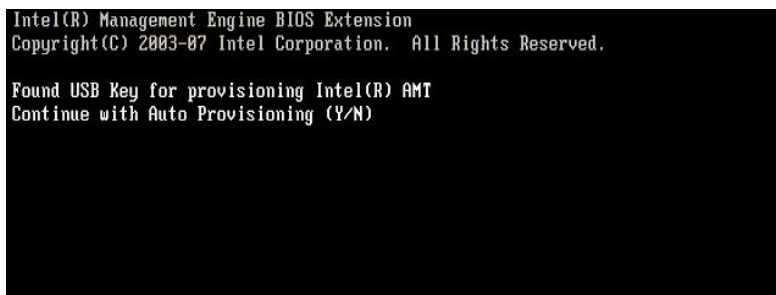 Intel(R) Management Engine BIOS Extension
Copyright(C) 2003-07 Intel Corporation.  All Rights Reserved.
Found USB Key for provisioning Intel(R) AMT
Continue with Auto Provisioning (Y/N)